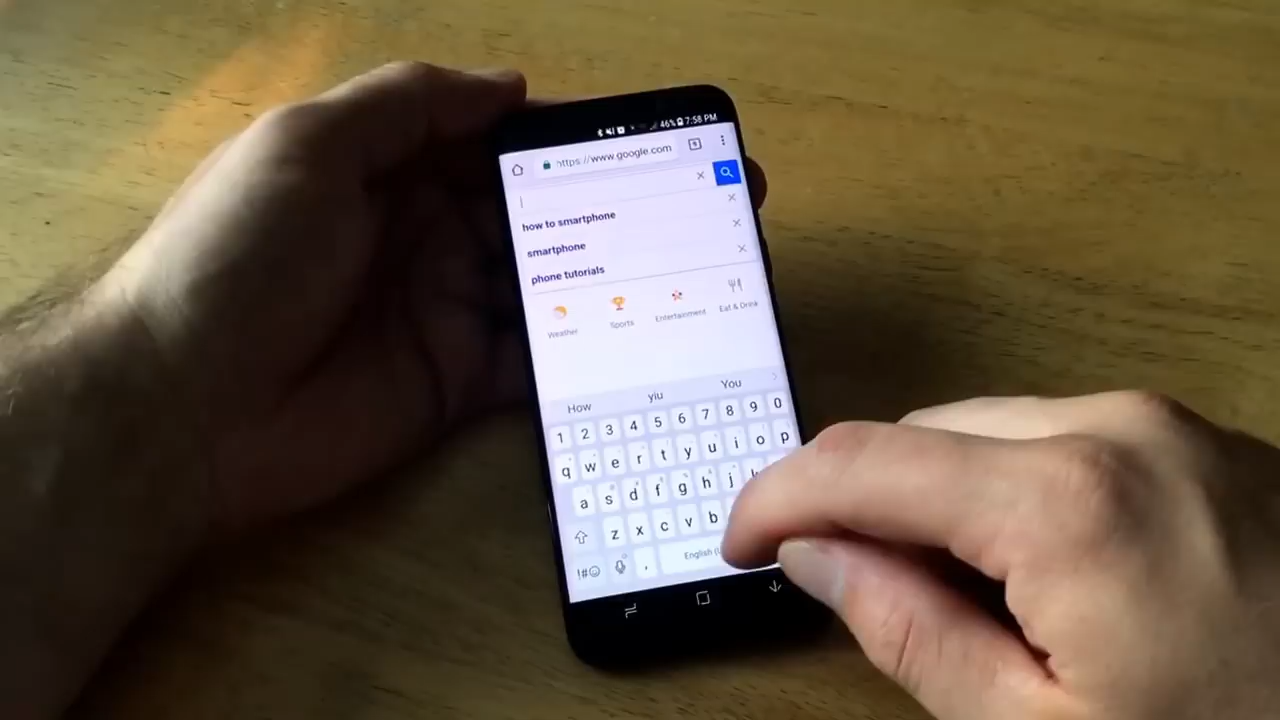 46% 7:58 PM
https://www.google.com
how to smartphone
smartphone
phone tutorials
Weather Sports Entertainment Eat & Drink
How yiu You
1 2 3 4 5 6 7 8 9 0
q w e r t y u i o p
a s d f g h j
z x c v b
!#☺ , English (U